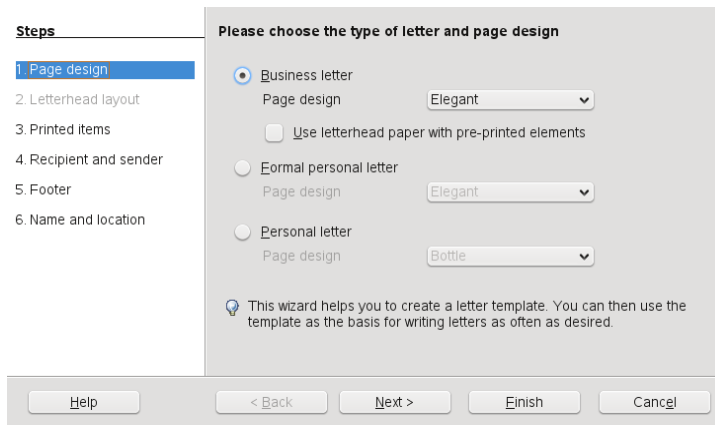 Steps
1. Page design
2. Letterhead layout
3. Printed items
4. Recipient and sender
5. Footer
6. Name and location
Please choose the type of letter and page design
Business letter
Page design Elegant
Use letterhead paper with pre-printed elements
Formal personal letter
Page design Elegant
Personal letter
Page design Bottle
This wizard helps you to create a letter template. You can then use the
template as the basis for writing letters as often as desired.
Help < Back Next > Finish Cancel